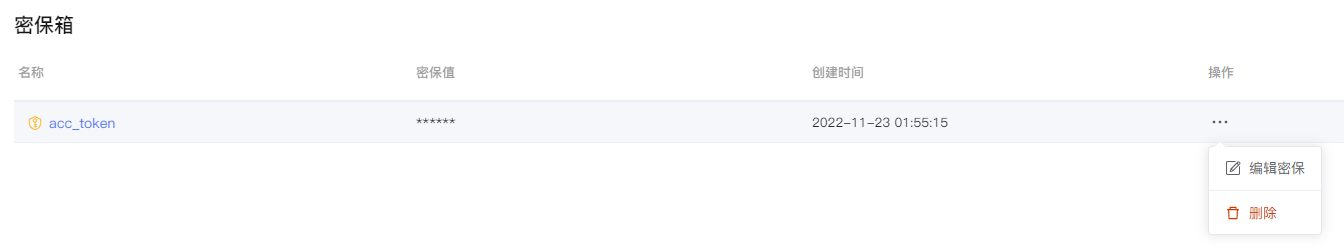 密保箱
名称 密保值 创建时间 操作
acc_token ****** 2022-11-23 01:55:15 ···
编辑密保
删除